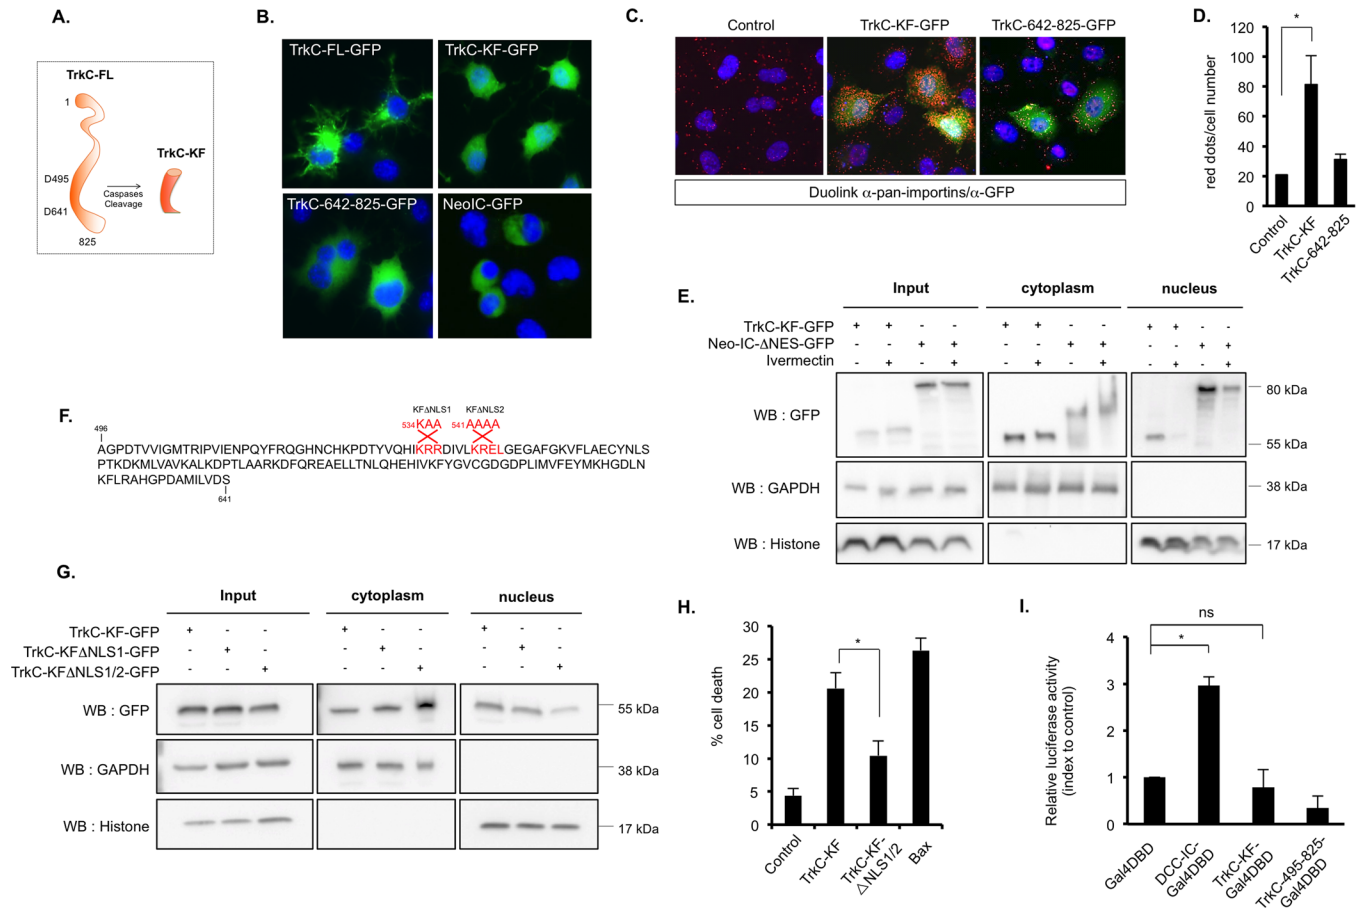 A.
TrkC-FL
1
TrkC-KF
D495
Caspases
Cleavage
D641
825
B.
TrkC-FL-GFP
TrkC-KF-GFP
TrkC-642-825-GFP
NeoIC-GFP
C.
Control
TrkC-KF-GFP
TrkC-642-825-GFP
Duolink α-pan-importins/α-GFP
D.
red dots/cell number
120
100
80
60
40
20
0
*
Control
TrkC-KF
TrkC-642-825
E.
Input
cytoplasm
nucleus
TrkC-KF-GFP + + - - + + - - + + - -
Neo-IC-ΔNES-GFP - - + + - - + + - - + +
Ivermectin - + - + - + - + - + - +
WB : GFP
80 kDa
55 kDa
WB : GAPDH
38 kDa
WB : Histone
17 kDa
F.
KFΔNLS1 KFΔNLS2
534 KAA 541 AAAA
496
AGPDTVVIGMTRIPVIENPQYFRQGHNCHKPDTYVQHIKRRDIVLKRELGEGAFGKVFLAECYNLS
PTKDKMLVAVKALKDPTLAARKDFQREAELLTNLQHEHIVKFYGVCGDGDPLIMVFEYMKHGDLN
KFLRAHGPDAMILVDS
641
G.
Input
cytoplasm
nucleus
TrkC-KF-GFP + - - + - - + - -
TrkC-KFΔNLS1-GFP - + - - + - - + -
TrkC-KFΔNLS1/2-GFP - - + - - + - - +
WB : GFP
55 kDa
WB : GAPDH
38 kDa
WB : Histone
17 kDa
H.
% cell death
30
25
20
15
10
5
0
*
Control
TrkC-KF
TrkC-KF-
△NLS1/2
Bax
I.
Relative luciferase activity
(index to control)
4
3
2
1
0
ns
*
Gal4DBD
DCC-IC-
Gal4DBD
TrkC-KF-
Gal4DBD
TrkC-495-825-
Gal4DBD